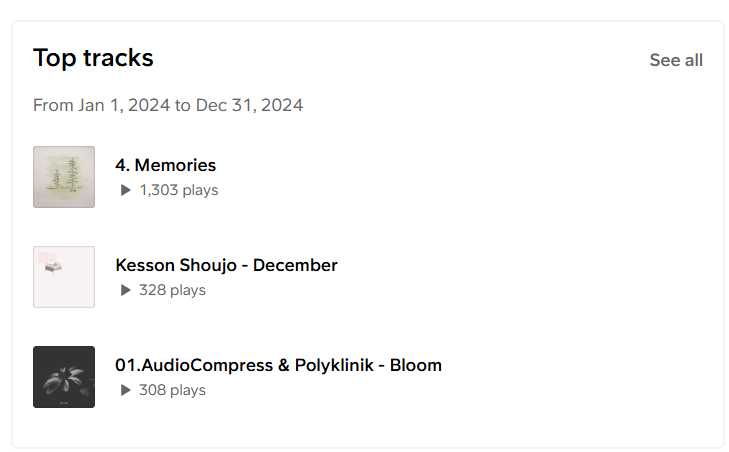 Top tracks
See all
From Jan 1, 2024 to Dec 31, 2024
4. Memories
1,303 plays
Kesson Shoujo - December
328 plays
01.AudioCompress & Polyklinik - Bloom
308 plays